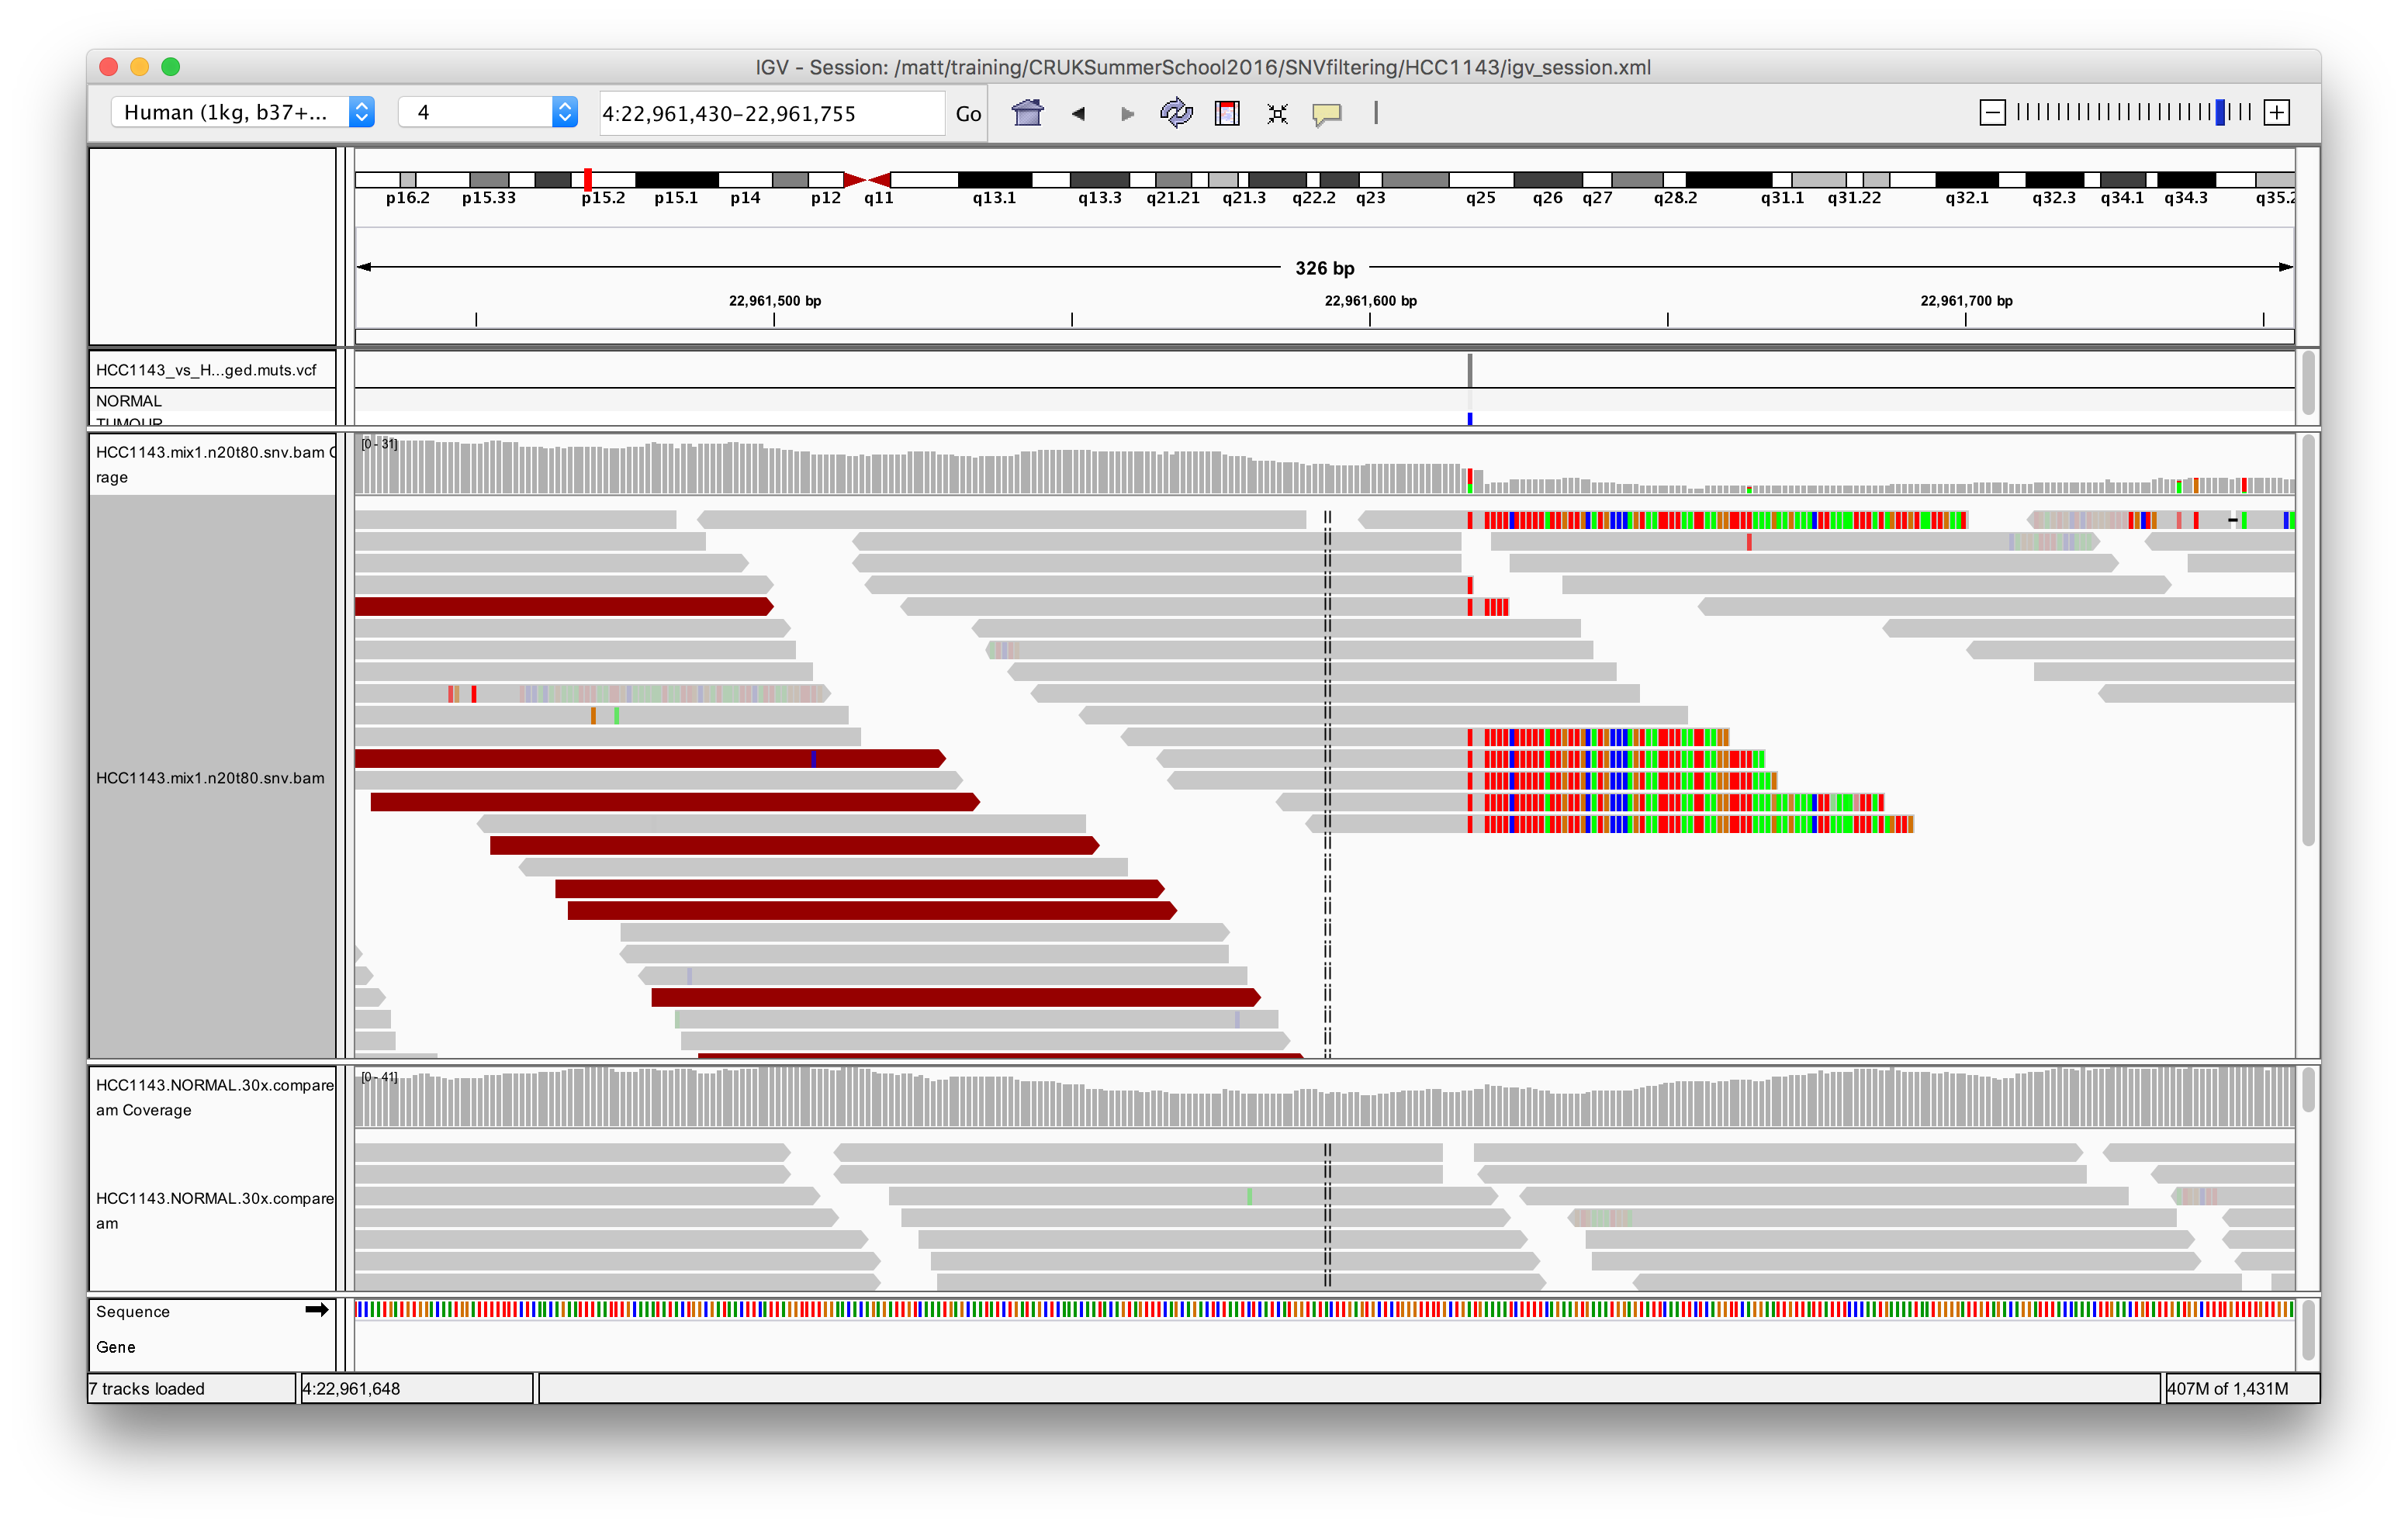 IGV - Session: /matt/training/CRUKSummerSchool2016/SNVfiltering/HCC1143/igv_session.xml
Human (1kg, b37+... 4 4:22,961,430-22,961,755 Go
p16.2 p15.33 p15.2 p15.1 p14 p12 q11 q13.1 q13.3 q21.21 q21.3 q22.2 q23 q25 q26 q27 q28.2 q31.1 q31.22 q32.1 q32.3 q34.1 q34.3 q35.2
326 bp
22,961,500 bp 22,961,600 bp 22,961,700 bp
HCC1143_vs_H...ged.muts.vcf
NORMAL
TUMOUR
HCC1143.mix1.n20t80.snv.bam C
rage
[0 - 31]
HCC1143.mix1.n20t80.snv.bam
HCC1143.NORMAL.30x.compare
am Coverage
[0 - 41]
HCC1143.NORMAL.30x.compare
am
Sequence
Gene
7 tracks loaded 4:22,961,648 407M of 1,431M